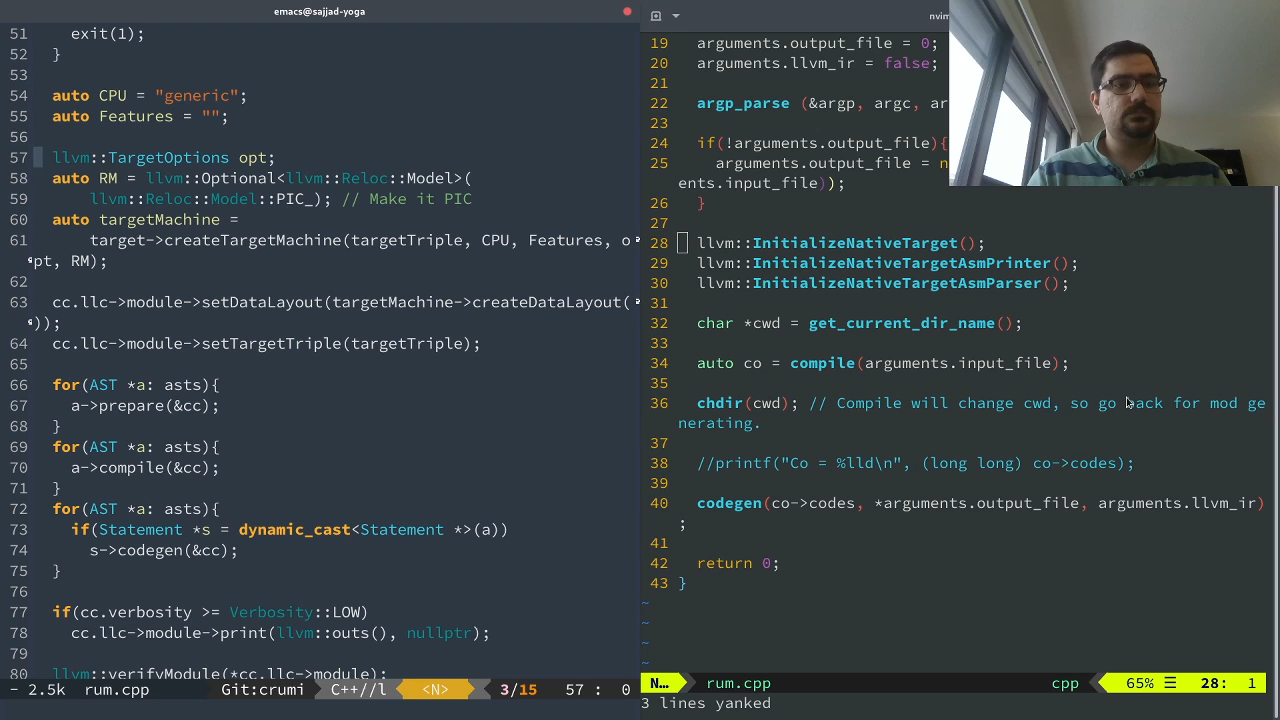 emacs@sajjad-yoga
51 exit(1);
52 }
53
54 auto CPU = "generic";
55 auto Features = "";
56
57 llvm::TargetOptions opt;
58 auto RM = llvm::Optional<llvm::Reloc::Model>(
59 llvm::Reloc::Model::PIC_); // Make it PIC
60 auto targetMachine =
61 target->createTargetMachine(targetTriple, CPU, Features, o
pt, RM);
62
63 cc.llc->module->setDataLayout(targetMachine->createDataLayout(
));
64 cc.llc->module->setTargetTriple(targetTriple);
65
66 for(AST *a: asts){
67 a->prepare(&cc);
68 }
69 for(AST *a: asts){
70 a->compile(&cc);
71 }
72 for(AST *a: asts){
73 if(Statement *s = dynamic_cast<Statement *>(a))
74 s->codegen(&cc);
75 }
76
77 if(cc.verbosity >= Verbosity::LOW)
78 cc.llc->module->print(llvm::outs(), nullptr);
79
80 llvm::verifyModule(*cc.llc->module);
- 2.5k rum.cpp Git:crumi C++//l <N> 3/15 57 : 0
nvim
19 arguments.output_file = 0;
20 arguments.llvm_ir = false;
21
22 argp_parse (&argp, argc, ar
23
24 if(!arguments.output_file){
25 arguments.output_file = n
ents.input_file));
26 }
27
28 llvm::InitializeNativeTarget();
29 llvm::InitializeNativeTargetAsmPrinter();
30 llvm::InitializeNativeTargetAsmParser();
31
32 char *cwd = get_current_dir_name();
33
34 auto co = compile(arguments.input_file);
35
36 chdir(cwd); // Compile will change cwd, so go back for mod ge
nerating.
37
38 //printf("Co = %lld\n", (long long) co->codes);
39
40 codegen(co->codes, *arguments.output_file, arguments.llvm_ir)
;
41
42 return 0;
43 }
~
~
~
~
N… rum.cpp cpp 65% ☰ 28: 1
3 lines yanked